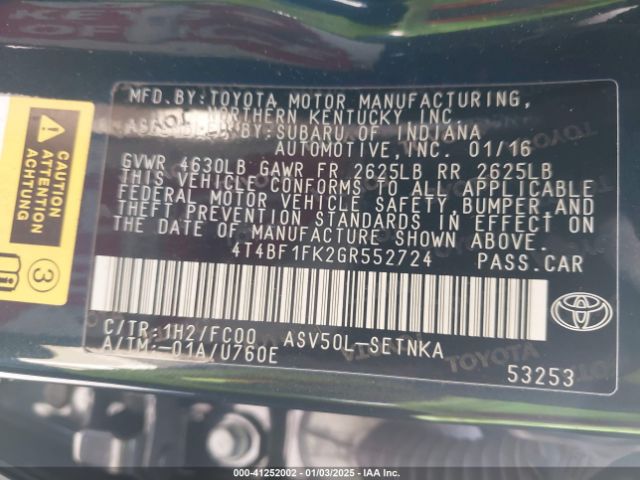 MFD.BY:TOYOTA MOTOR MANUFACTURING,
NORTHERN KENTUCKY INC.
BY:SUBARU OF INDIANA
AUTOMOTIVE, INC. 01/16
GVWR 4630LB GAWR FR 2625LB RR 2625LB
THIS VEHICLE CONFORMS TO ALL APPLICABLE
FEDERAL MOTOR VEHICLE SAFETY, BUMPER AND
THEFT PREVENTION STANDARDS IN EFFECT ON
THE DATE OF MANUFACTURE SHOWN ABOVE.
4T4BF1FK2GR552724 PASS.CAR
C/TR:1H2/FC00 ASV50L-SETNKA
A/TM:-01A/U760E
53253
TOYOTA
CAUTION
ATTENTION
3
000-41252002 - 01/03/2025 - IAA Inc.